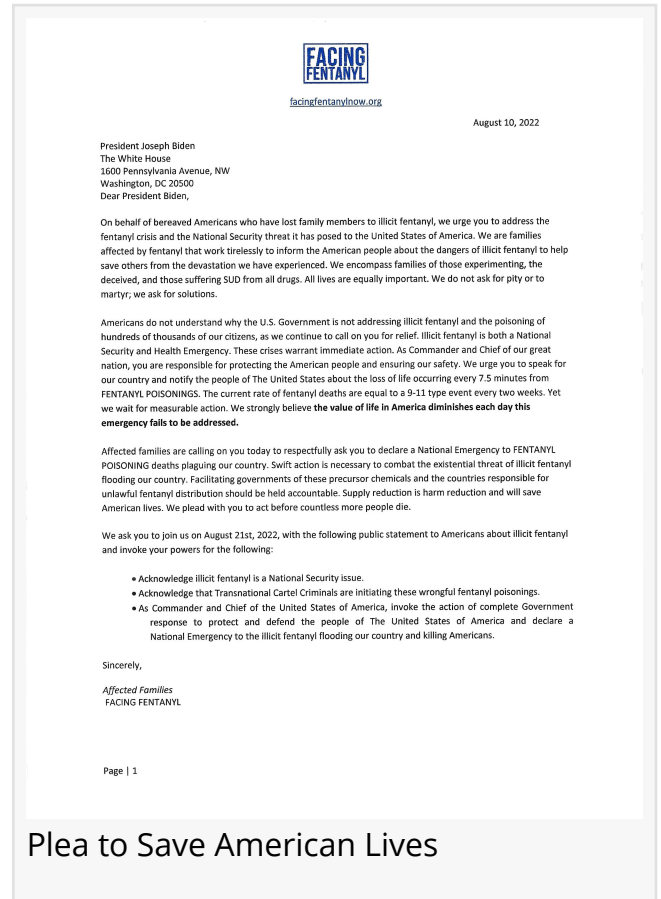 FACING
FENTANYL
facingfentanylnow.org
August 10, 2022
President Joseph Biden
The White House
1600 Pennsylvania Avenue, NW
Washington, DC 20500
Dear President Biden,
On behalf of bereaved Americans who have lost family members to illicit fentanyl, we urge you to address the
fentanyl crisis and the National Security threat it has posed to the United States of America. We are families
affected by fentanyl that work tirelessly to inform the American people about the dangers of illicit fentanyl to help
save others from the devastation we have experienced. We encompass families of those experimenting, the
deceived, and those suffering SUD from all drugs. All lives are equally important. We do not ask for pity or to
martyr; we ask for solutions.
Americans do not understand why the U.S. Government is not addressing illicit fentanyl and the poisoning of
hundreds of thousands of our citizens, as we continue to call on you for relief. Illicit fentanyl is both a National
Security and Health Emergency. These crises warrant immediate action. As Commander and Chief of our great
nation, you are responsible for protecting the American people and ensuring our safety. We urge you to speak for
our country and notify the people of The United States about the loss of life occurring every 7.5 minutes from
FENTANYL POISONINGS. The current rate of fentanyl deaths are equal to a 9-11 type event every two weeks. Yet
we wait for measurable action. We strongly believe the value of life in America diminishes each day this
emergency fails to be addressed.
Affected families are calling on you today to respectfully ask you to declare a National Emergency to FENTANYL
POISONING deaths plaguing our country. Swift action is necessary to combat the existential threat of illicit fentanyl
flooding our country. Facilitating governments of these precursor chemicals and the countries responsible for
unlawful fentanyl distribution should be held accountable. Supply reduction is harm reduction and will save
American lives. We plead with you to act before countless more people die.
We ask you to join us on August 21st, 2022, with the following public statement to Americans about illicit fentanyl
and invoke your powers for the following:
• Acknowledge illicit fentanyl is a National Security issue.
• Acknowledge that Transnational Cartel Criminals are initiating these wrongful fentanyl poisonings.
• As Commander and Chief of the United States of America, invoke the action of complete Government
response to protect and defend the people of The United States of America and declare a
National Emergency to the illicit fentanyl flooding our country and killing Americans.
Sincerely,
Affected Families
FACING FENTANYL
Page | 1
Plea to Save American Lives